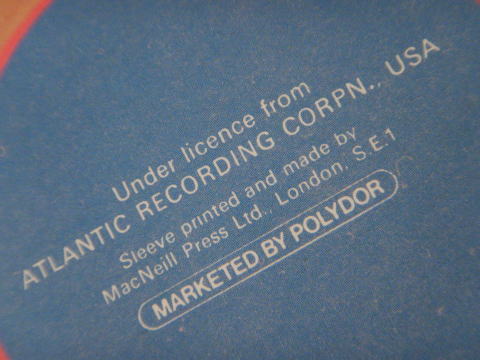 Under licence from
ATLANTIC RECORDING CORPN., USA
Sleeve printed and made by
MacNeill Press Ltd., London, S.E.1
MARKETED BY POLYDOR